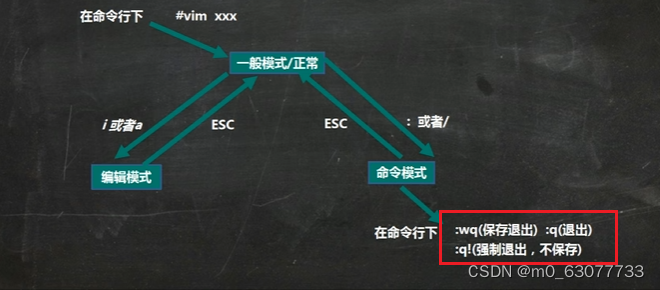 在命令行下 #vim xxx
一般模式/正常
i 或者a
ESC
ESC
: 或者/
编辑模式
命令模式
在命令行下
:wq(保存退出) :q(退出)
:q!(强制退出，不保存)
CSDN @m0_63077733